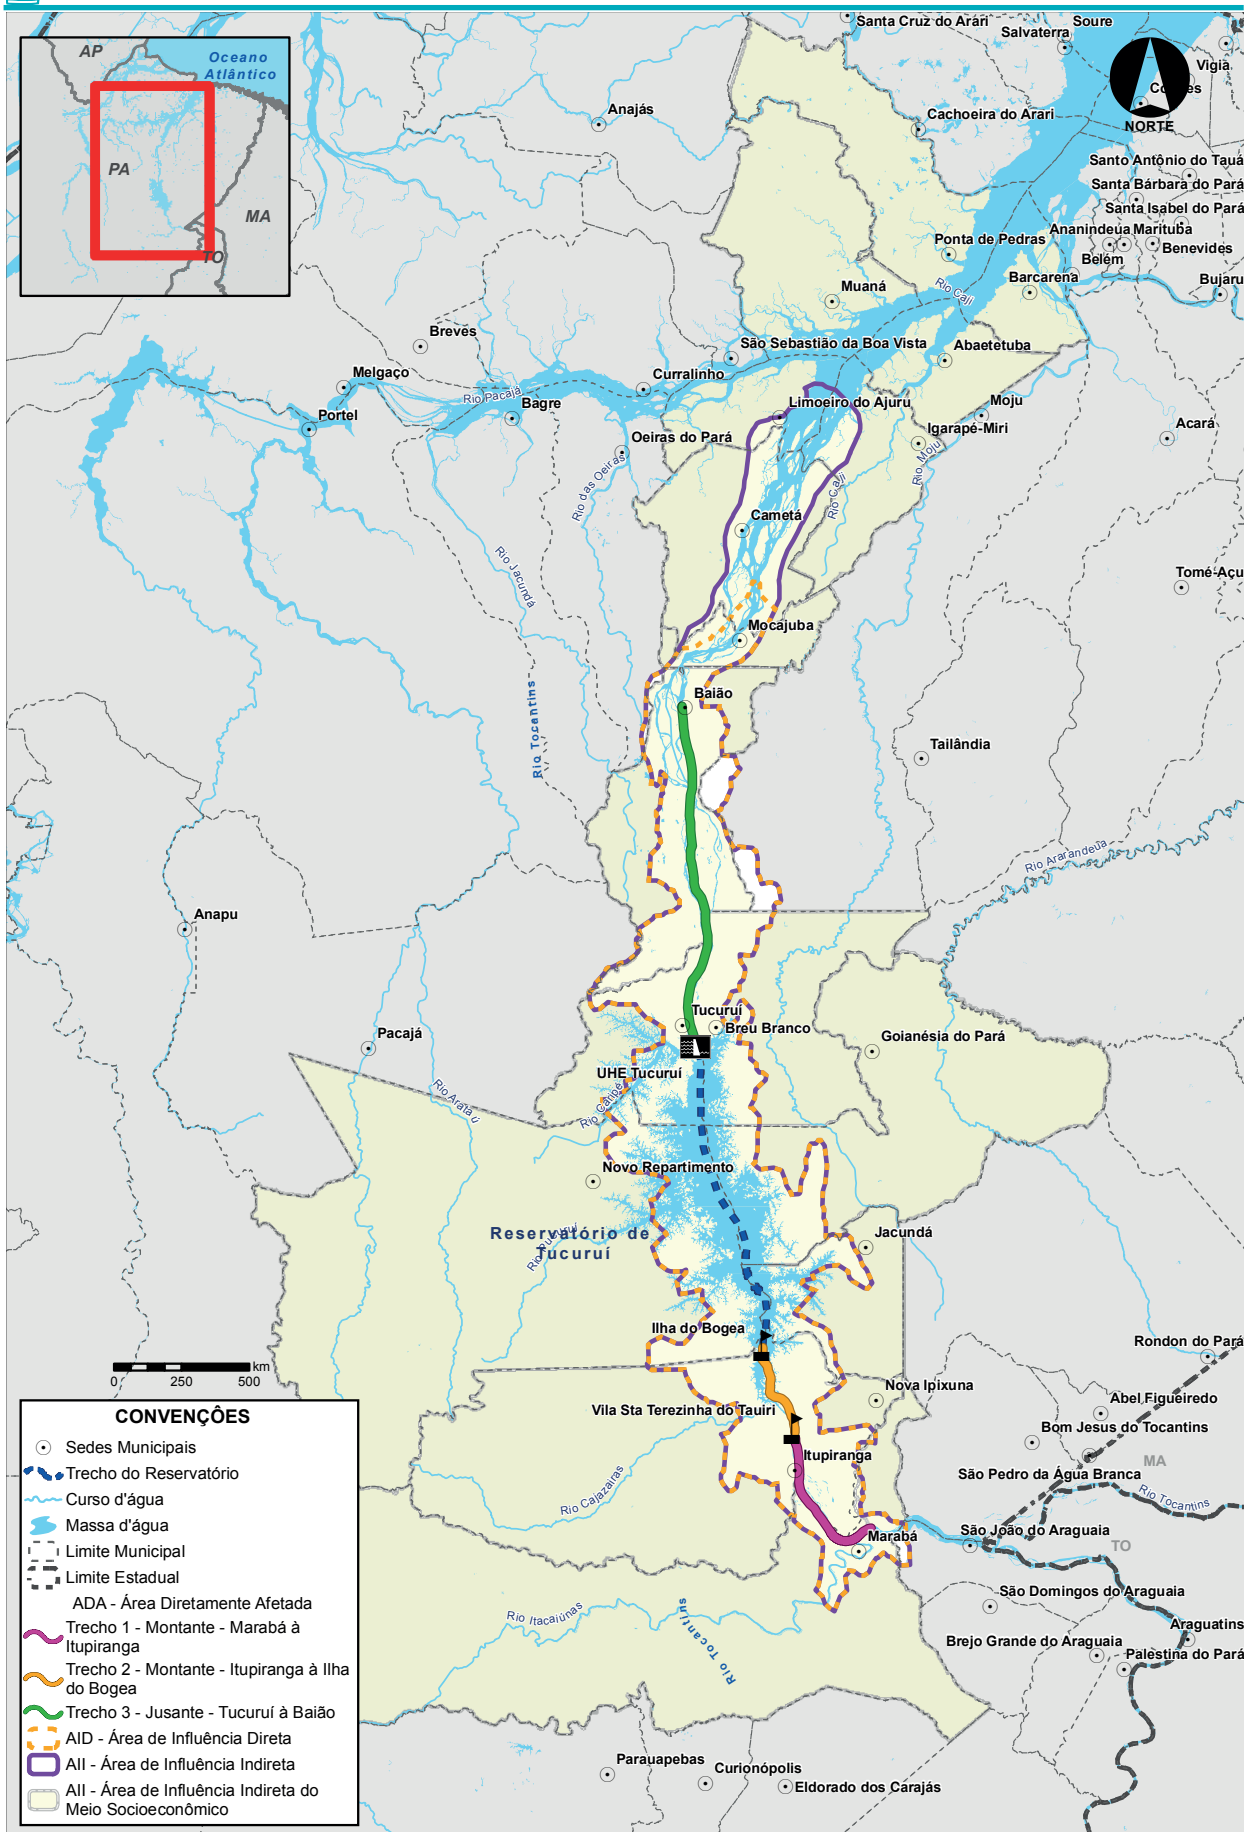 Santa Cruz do Arari
Soure
Salvaterra
Vigia
AP
Oceano
Atlântico
PA
MA
TO
NORTE
Anajás
Cachoeira do Arari
Santo Antônio do Tauá
Santa Bárbara do Pará
Santa Isabel do Pará
Ananindeua
Marituba
Benevides
Ponta de Pedras
Belém
Barcarena
Bujaru
Muaná
Rio Caji
Breves
São Sebastião da Boa Vista
Abaetetuba
Melgaço
Curralinho
Rio Pacajá
Portel
Bagre
Limoeiro do Ajuru
Moju
Igarapé-Miri
Acará
Oeiras do Pará
Rio das Oeiras
Rio Caiji
Rio Moju
Cametá
Rio Jacundá
Tomé-Açu
Mocajuba
Baião
Rio Tocantins
Tailândia
Rio Ararandeua
Anapu
Tucuruí
Breu Branco
Pacajá
Goianésia do Pará
UHE Tucuruí
Rio Arataú
Rio Caripé
Novo Repartimento
Jacundá
Reservatório de
Tucuruí
Rio Pucuruí
Ilha do Bogea
Rondon do Pará
km
0 250 500
Nova Ipixuna
Abel Figueiredo
Vila Sta Terezinha do Tauiri
Bom Jesus do Tocantins
Itupiranga
MA
São Pedro da Água Branca
Rio Tocantins
Rio Cajazairas
Marabá
São João do Araguaia
TO
São Domingos do Araguaia
Rio Itacaiúnas
Rio Tocantins
Araguatins
Brejo Grande do Araguaia
Palestina do Pará
Parauapebas
Curionópolis
Eldorado dos Carajás
CONVENÇÔES
Sedes Municipais
Trecho do Reservatório
Curso d'água
Massa d'água
Limite Municipal
Limite Estadual
ADA - Área Diretamente Afetada
Trecho 1 - Montante - Marabá à
Itupiranga
Trecho 2 - Montante - Itupiranga à Ilha
do Bogea
Trecho 3 - Jusante - Tucuruí à Baião
AID - Área de Influência Direta
AII - Área de Influência Indireta
AII - Área de Influência Indireta do
Meio Socioeconômico